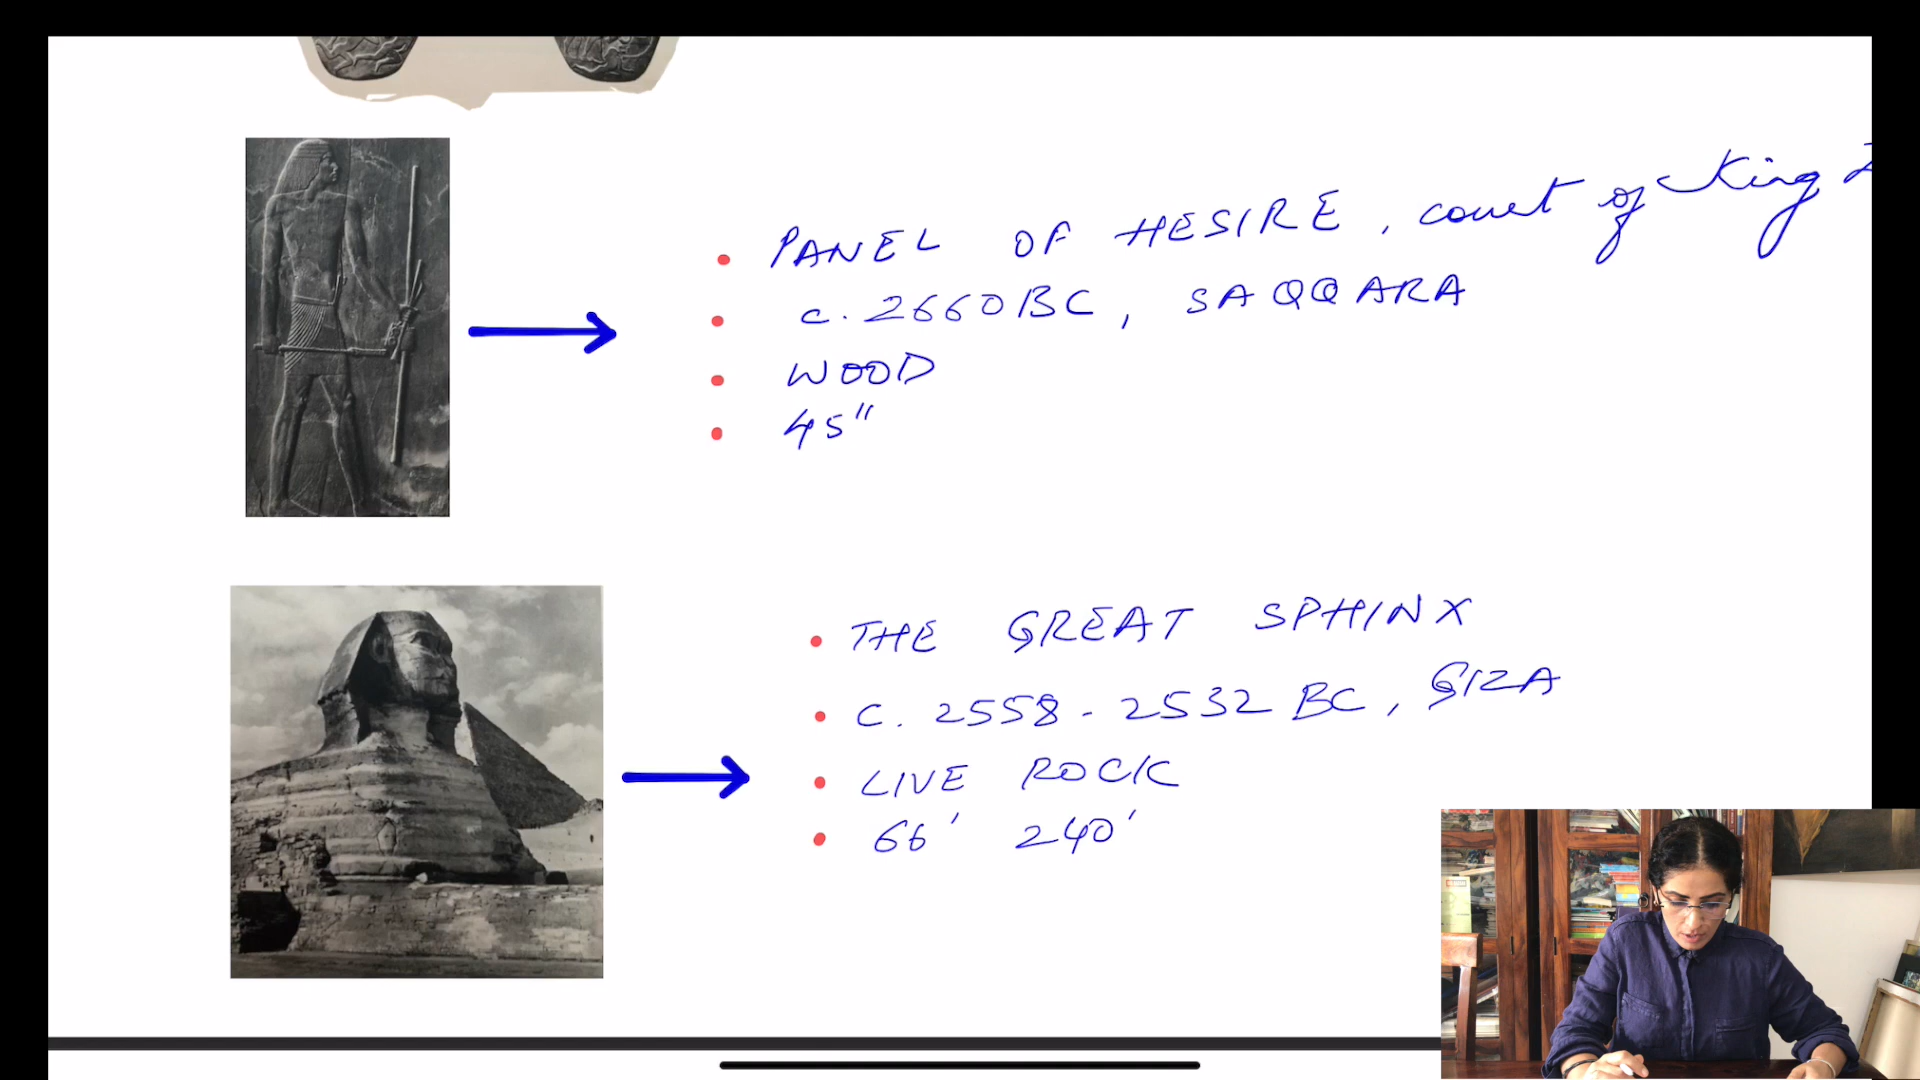 • PANEL OF HESIRE, court of King
• c. 2660 BC, SAQQARA
• WOOD
• 45"
• THE GREAT SPHINX
• C. 2558 - 2532 BC, GIZA
• LIVE ROCK
• 66' 240'